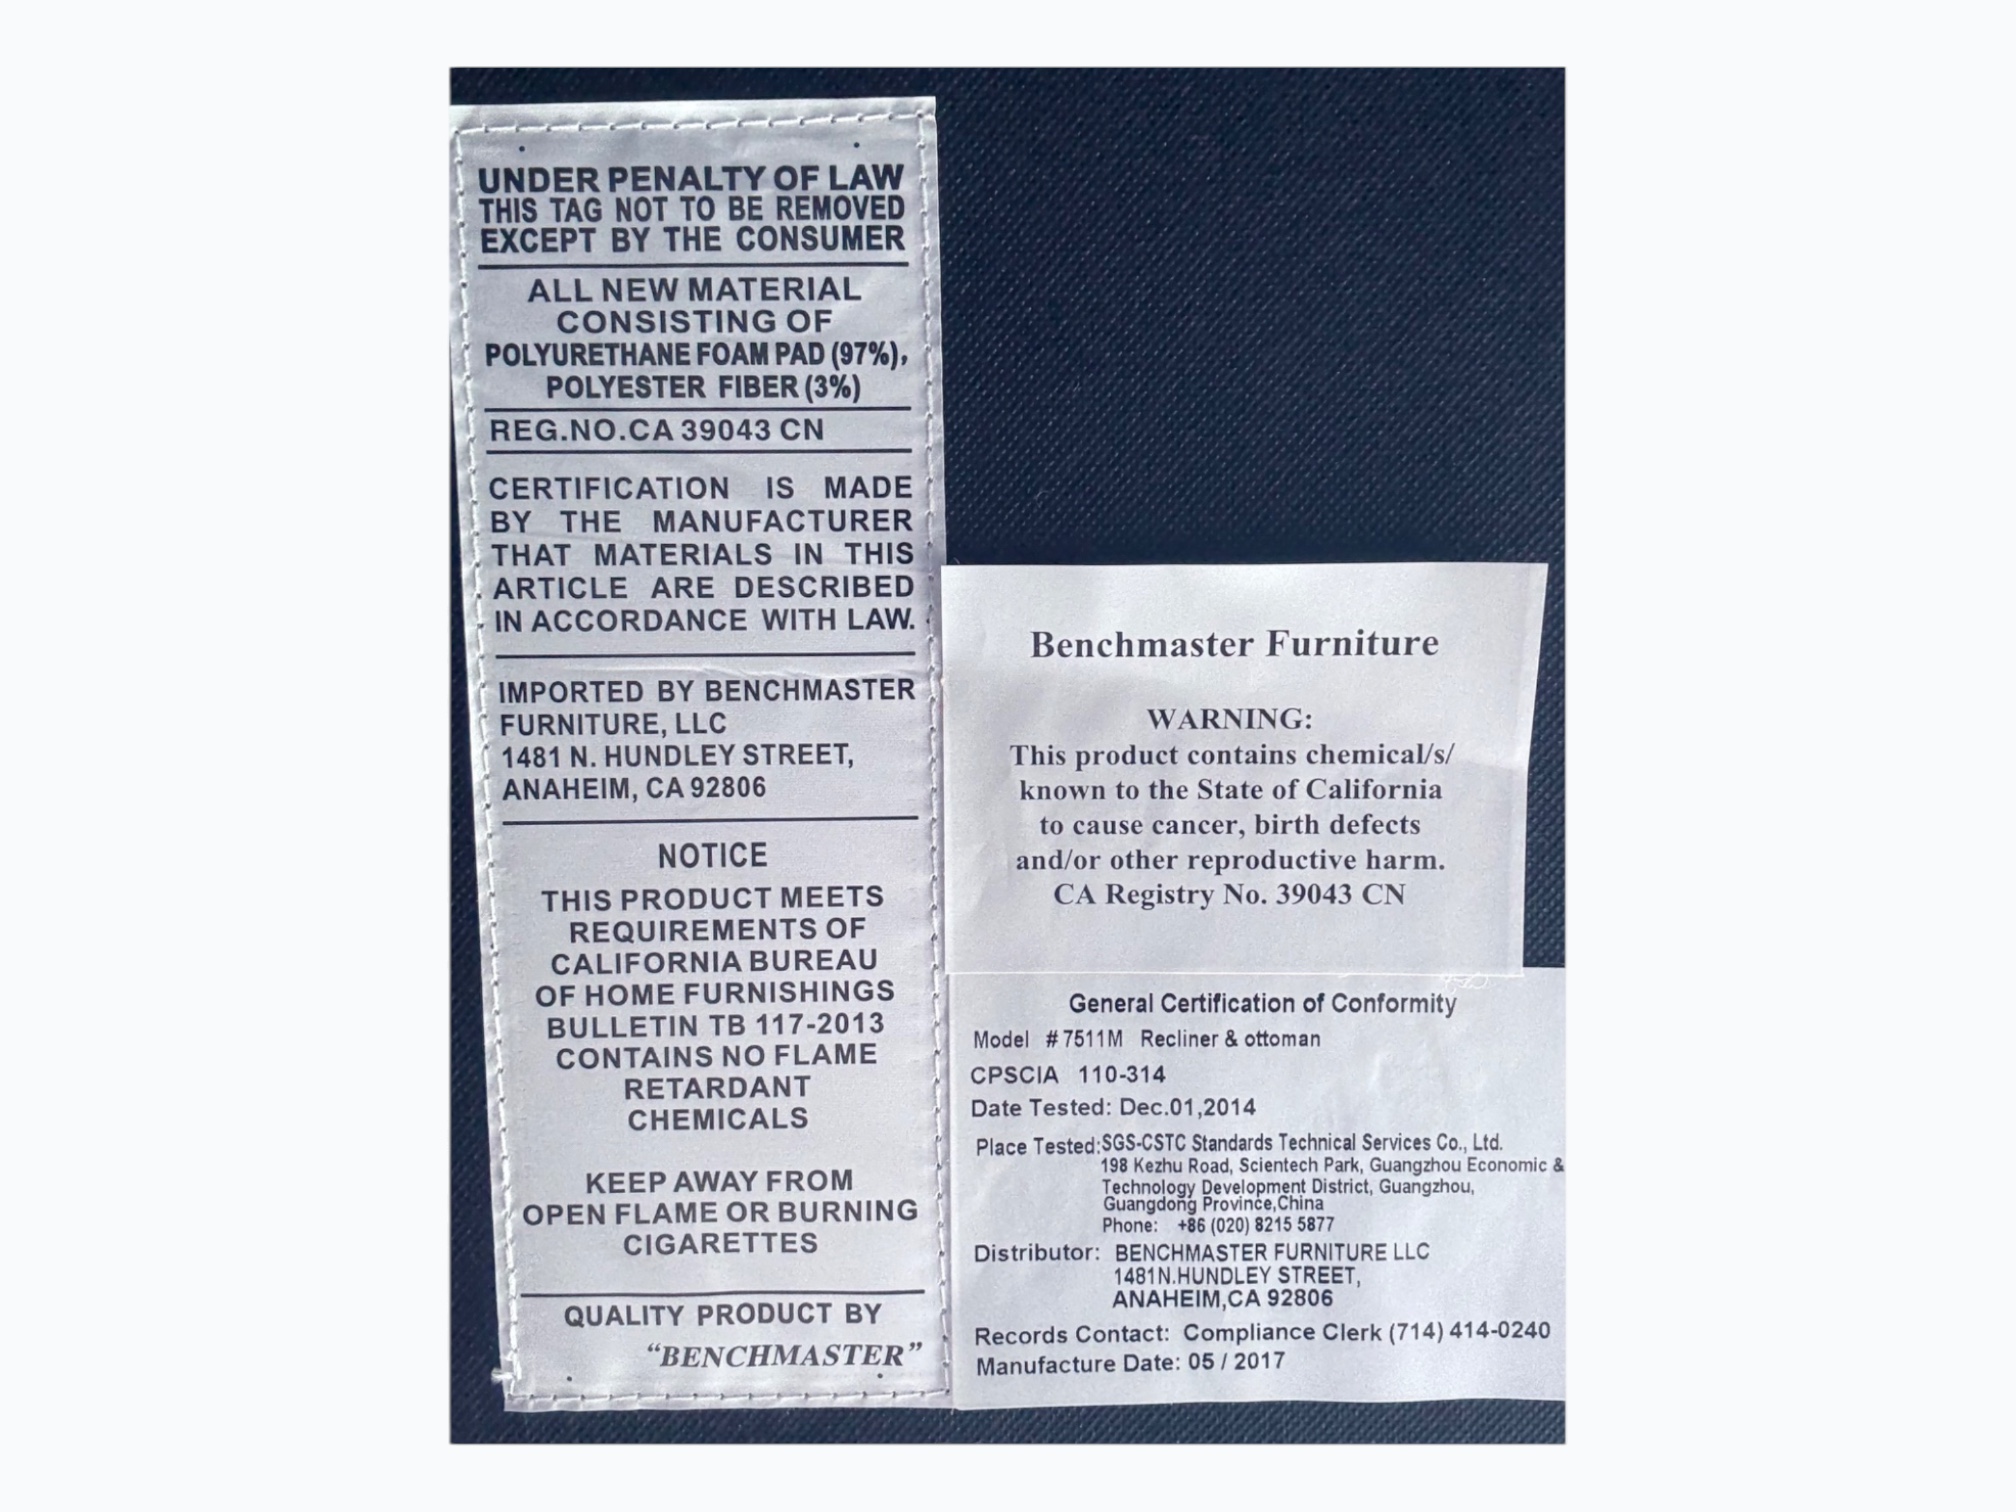 UNDER PENALTY OF LAW
THIS TAG NOT TO BE REMOVED
EXCEPT BY THE CONSUMER
ALL NEW MATERIAL
CONSISTING OF
POLYURETHANE FOAM PAD (97%),
POLYESTER FIBER (3%)
REG.NO.CA 39043 CN
CERTIFICATION IS MADE
BY THE MANUFACTURER
THAT MATERIALS IN THIS
ARTICLE ARE DESCRIBED
IN ACCORDANCE WITH LAW.
IMPORTED BY BENCHMASTER
FURNITURE, LLC
1481 N. HUNDLEY STREET,
ANAHEIM, CA 92806
NOTICE
THIS PRODUCT MEETS
REQUIREMENTS OF
CALIFORNIA BUREAU
OF HOME FURNISHINGS
BULLETIN TB 117-2013
CONTAINS NO FLAME
RETARDANT
CHEMICALS
KEEP AWAY FROM
OPEN FLAME OR BURNING
CIGARETTES
QUALITY PRODUCT BY
“BENCHMASTER”
Benchmaster Furniture
WARNING:
This product contains chemical/s/
known to the State of California
to cause cancer, birth defects
and/or other reproductive harm.
CA Registry No. 39043 CN
General Certification of Conformity
Model # 7511M Recliner & ottoman
CPSCIA 110-314
Date Tested: Dec.01,2014
Place Tested:SGS-CSTC Standards Technical Services Co., Ltd.
198 Kezhu Road, Scientech Park, Guangzhou Economic &
Technology Development District, Guangzhou,
Guangdong Province,China
Phone: +86 (020) 8215 5877
Distributor: BENCHMASTER FURNITURE LLC
1481N.HUNDLEY STREET,
ANAHEIM,CA 92806
Records Contact: Compliance Clerk (714) 414-0240
Manufacture Date: 05 / 2017